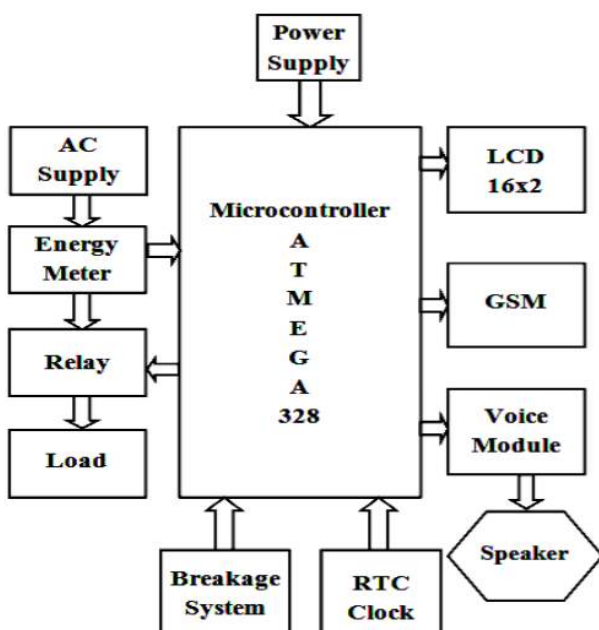 Power
Supply
AC
Supply
Energy
Meter
Relay
Load
Microcontroller
A
T
M
E
G
A
328
LCD
16x2
GSM
Voice
Module
Speaker
Breakage
System
RTC
Clock